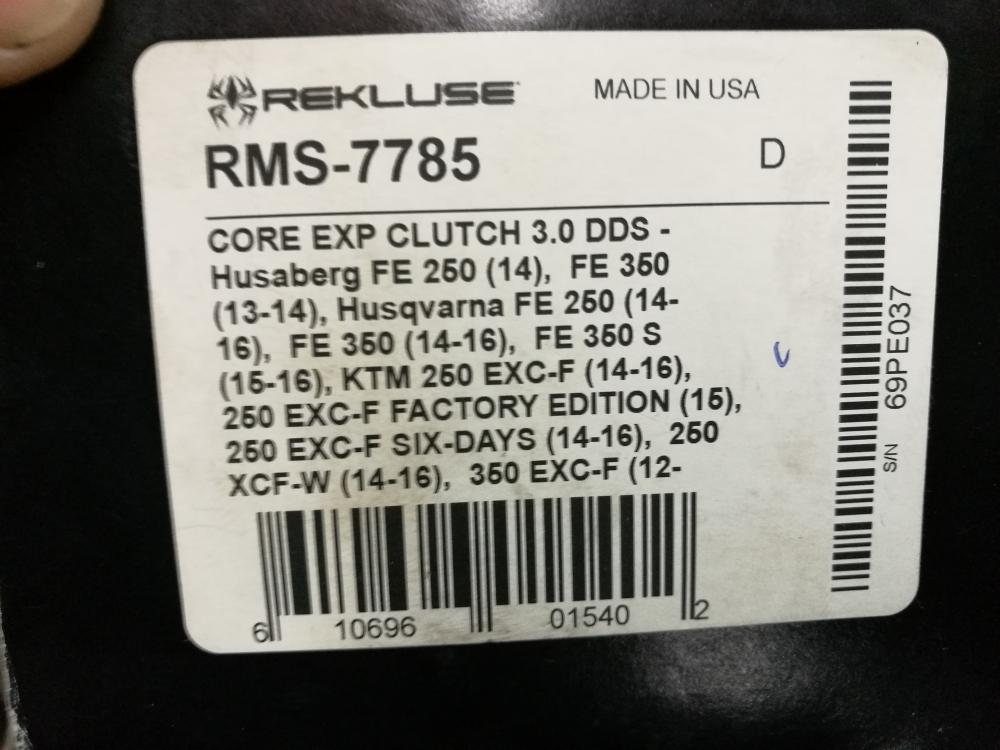 REKLUSE
MADE IN USA
RMS-7785
D
CORE EXP CLUTCH 3.0 DDS -
Husaberg FE 250 (14), FE 350
(13-14), Husqvarna FE 250 (14-
16), FE 350 (14-16), FE 350 S
(15-16), KTM 250 EXC-F (14-16),
250 EXC-F FACTORY EDITION (15),
250 EXC-F SIX-DAYS (14-16), 250
XCF-W (14-16), 350 EXC-F (12-
6 10696 01540 2
S/N 69PE037